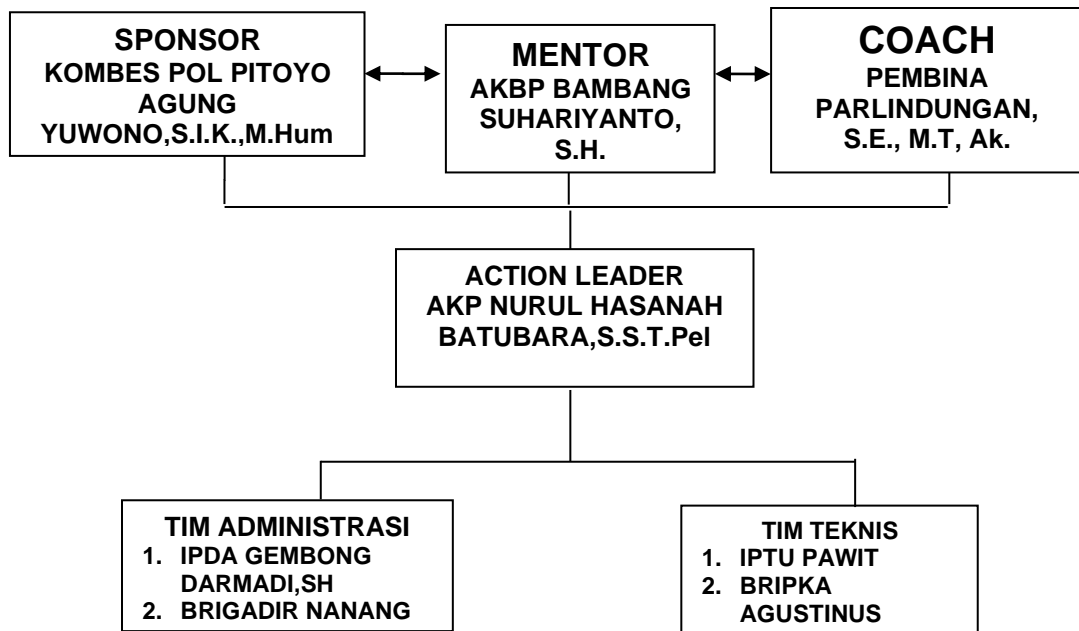 SPONSOR
KOMBES POL PITOYO
AGUNG
YUWONO,S.I.K.,M.Hum
MENTOR
AKBP BAMBANG
SUHARIYANTO,
S.H.
COACH
PEMBINA
PARLINDUNGAN,
S.E., M.T, Ak.
ACTION LEADER
AKP NURUL HASANAH
BATUBARA,S.S.T.Pel
TIM ADMINISTRASI
1. IPDA GEMBONG
DARMADI,SH
2. BRIGADIR NANANG
TIM TEKNIS
1. IPTU PAWIT
2. BRIPKA
AGUSTINUS